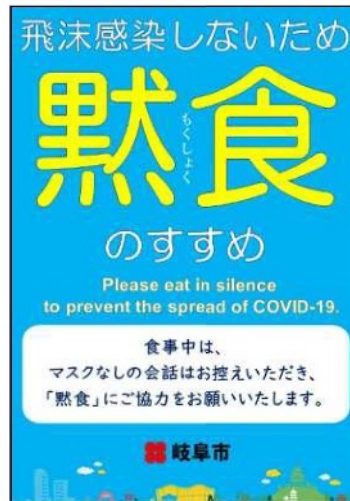 飛沫感染しないため
黙食
もくしょく
のすすめ
Please eat in silence
to prevent the spread of COVID-19.
食事中は、
マスクなしの会話はお控えいただき、
「黙食」にご協力をお願いいたします。
岐阜市